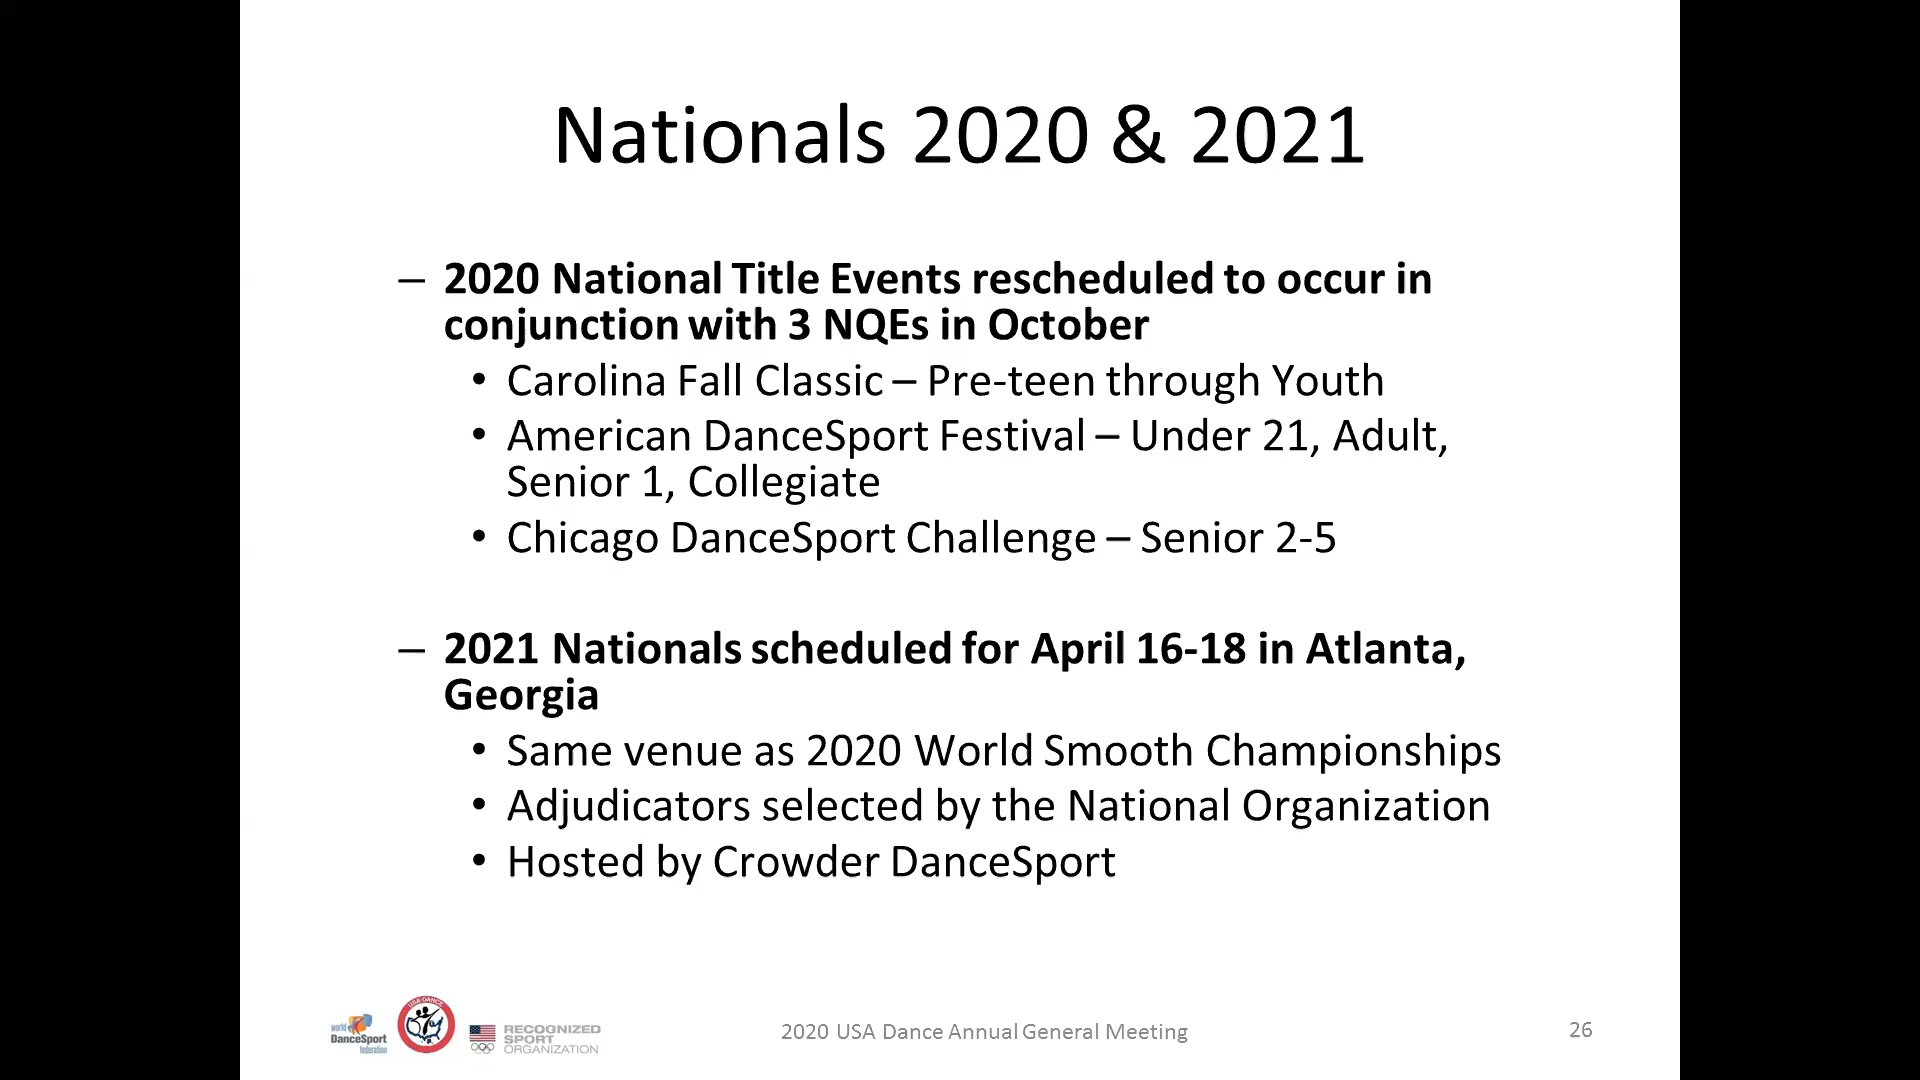 Nationals 2020 & 2021
– 2020 National Title Events rescheduled to occur in
conjunction with 3 NQEs in October
• Carolina Fall Classic – Pre-teen through Youth
• American DanceSport Festival – Under 21, Adult,
Senior 1, Collegiate
• Chicago DanceSport Challenge – Senior 2-5
– 2021 Nationals scheduled for April 16-18 in Atlanta,
Georgia
• Same venue as 2020 World Smooth Championships
• Adjudicators selected by the National Organization
• Hosted by Crowder DanceSport
world
DanceSport
federation
USA DANCE
RECOGNIZED
SPORT
ORGANIZATION
2020 USA Dance Annual General Meeting
26